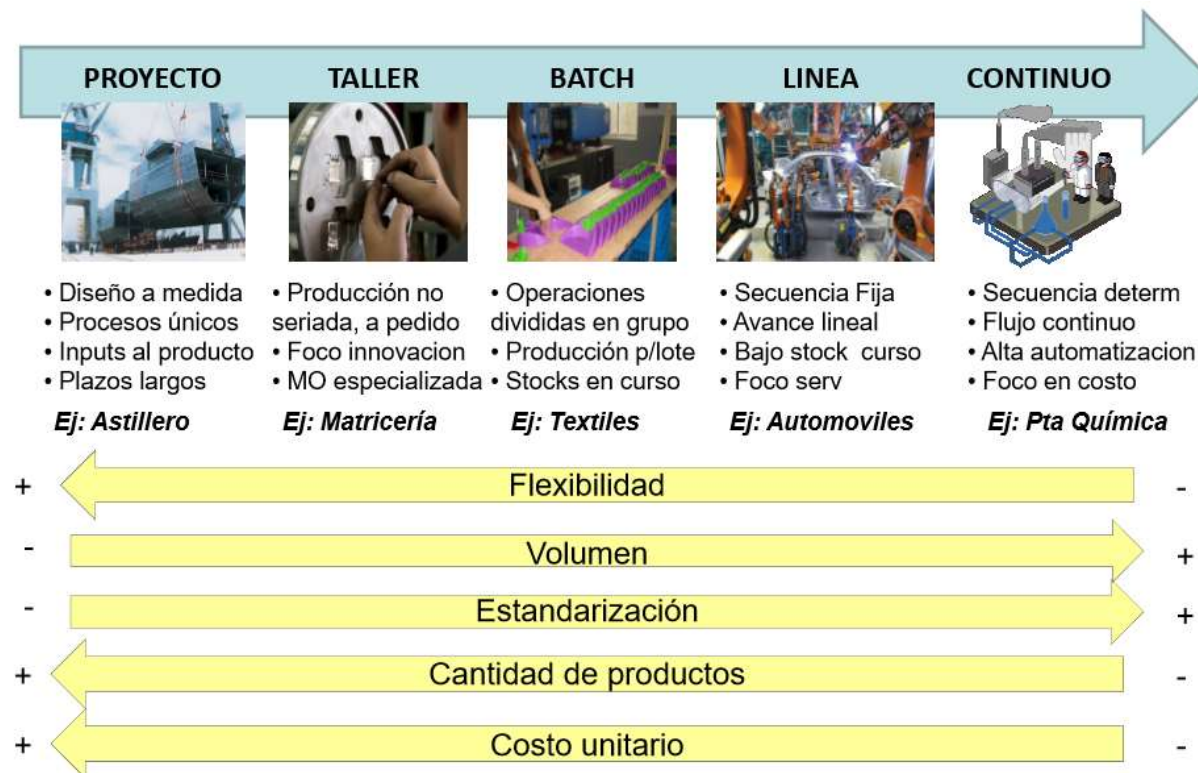 PROYECTO
TALLER
BATCH
LINEA
CONTINUO
• Diseño a medida
• Procesos únicos
• Inputs al producto
• Plazos largos
Ej: Astillero
• Producción no
seriada, a pedido
• Foco innovacion
• MO especializada
Ej: Matricería
• Operaciones
divididas en grupo
• Producción p/lote
• Stocks en curso
Ej: Textiles
• Secuencia Fija
• Avance lineal
• Bajo stock curso
• Foco serv
Ej: Automoviles
• Secuencia determ
• Flujo continuo
• Alta automatizacion
• Foco en costo
Ej: Pta Química
+ Flexibilidad -
- Volumen +
- Estandarización +
+ Cantidad de productos -
+ Costo unitario -